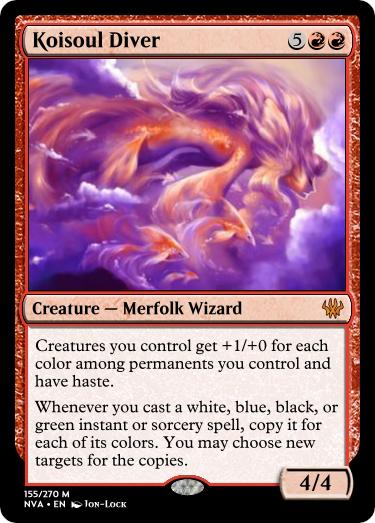 Koisoul Diver 5
Creature — Merfolk Wizard
Creatures you control get +1/+0 for each
color among permanents you control and
have haste.
Whenever you cast a white, blue, black, or
green instant or sorcery spell, copy it for
each of its colors. You may choose new
targets for the copies.
4/4
155/270 M
NVA • EN Jon-Lock